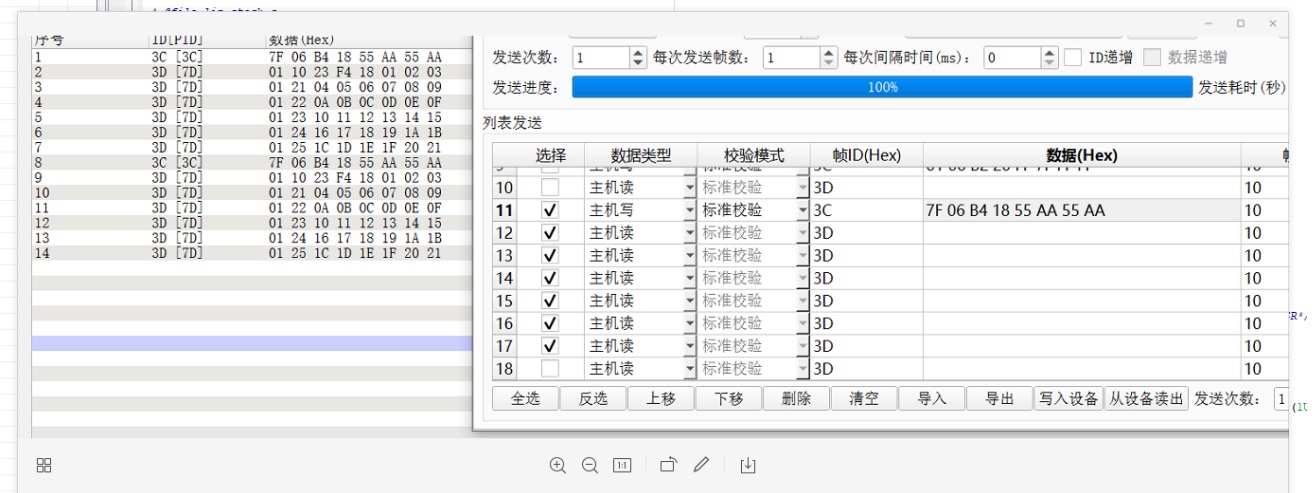 序号 ID[PID] 数据(Hex)
1 3C [3C] 7F 06 B4 18 55 AA 55 AA
2 3D [7D] 01 10 23 F4 18 01 02 03
3 3D [7D] 01 21 04 05 06 07 08 09
4 3D [7D] 01 22 0A 0B 0C 0D 0E 0F
5 3D [7D] 01 23 10 11 12 13 14 15
6 3D [7D] 01 24 16 17 18 19 1A 1B
7 3D [7D] 01 25 1C 1D 1E 1F 20 21
8 3C [3C] 7F 06 B4 18 55 AA 55 AA
9 3D [7D] 01 10 23 F4 18 01 02 03
10 3D [7D] 01 21 04 05 06 07 08 09
11 3D [7D] 01 22 0A 0B 0C 0D 0E 0F
12 3D [7D] 01 23 10 11 12 13 14 15
13 3D [7D] 01 24 16 17 18 19 1A 1B
14 3D [7D] 01 25 1C 1D 1E 1F 20 21
发送次数: 1 每次发送帧数: 1 每次间隔时间(ms): 0 ID递增 数据递增
发送进度: 100% 发送耗时(秒)
列表发送
选择 数据类型 校验模式 帧ID(Hex) 数据(Hex)
10 主机读 标准校验 3D 10
11 主机写 标准校验 3C 7F 06 B4 18 55 AA 55 AA 10
12 主机读 标准校验 3D 10
13 主机读 标准校验 3D 10
14 主机读 标准校验 3D 10
15 主机读 标准校验 3D 10
16 主机读 标准校验 3D 10
17 主机读 标准校验 3D 10
18 主机读 标准校验 3D 10
全选 反选 上移 下移 删除 清空 导入 导出 写入设备 从设备读出 发送次数: 1
1:1